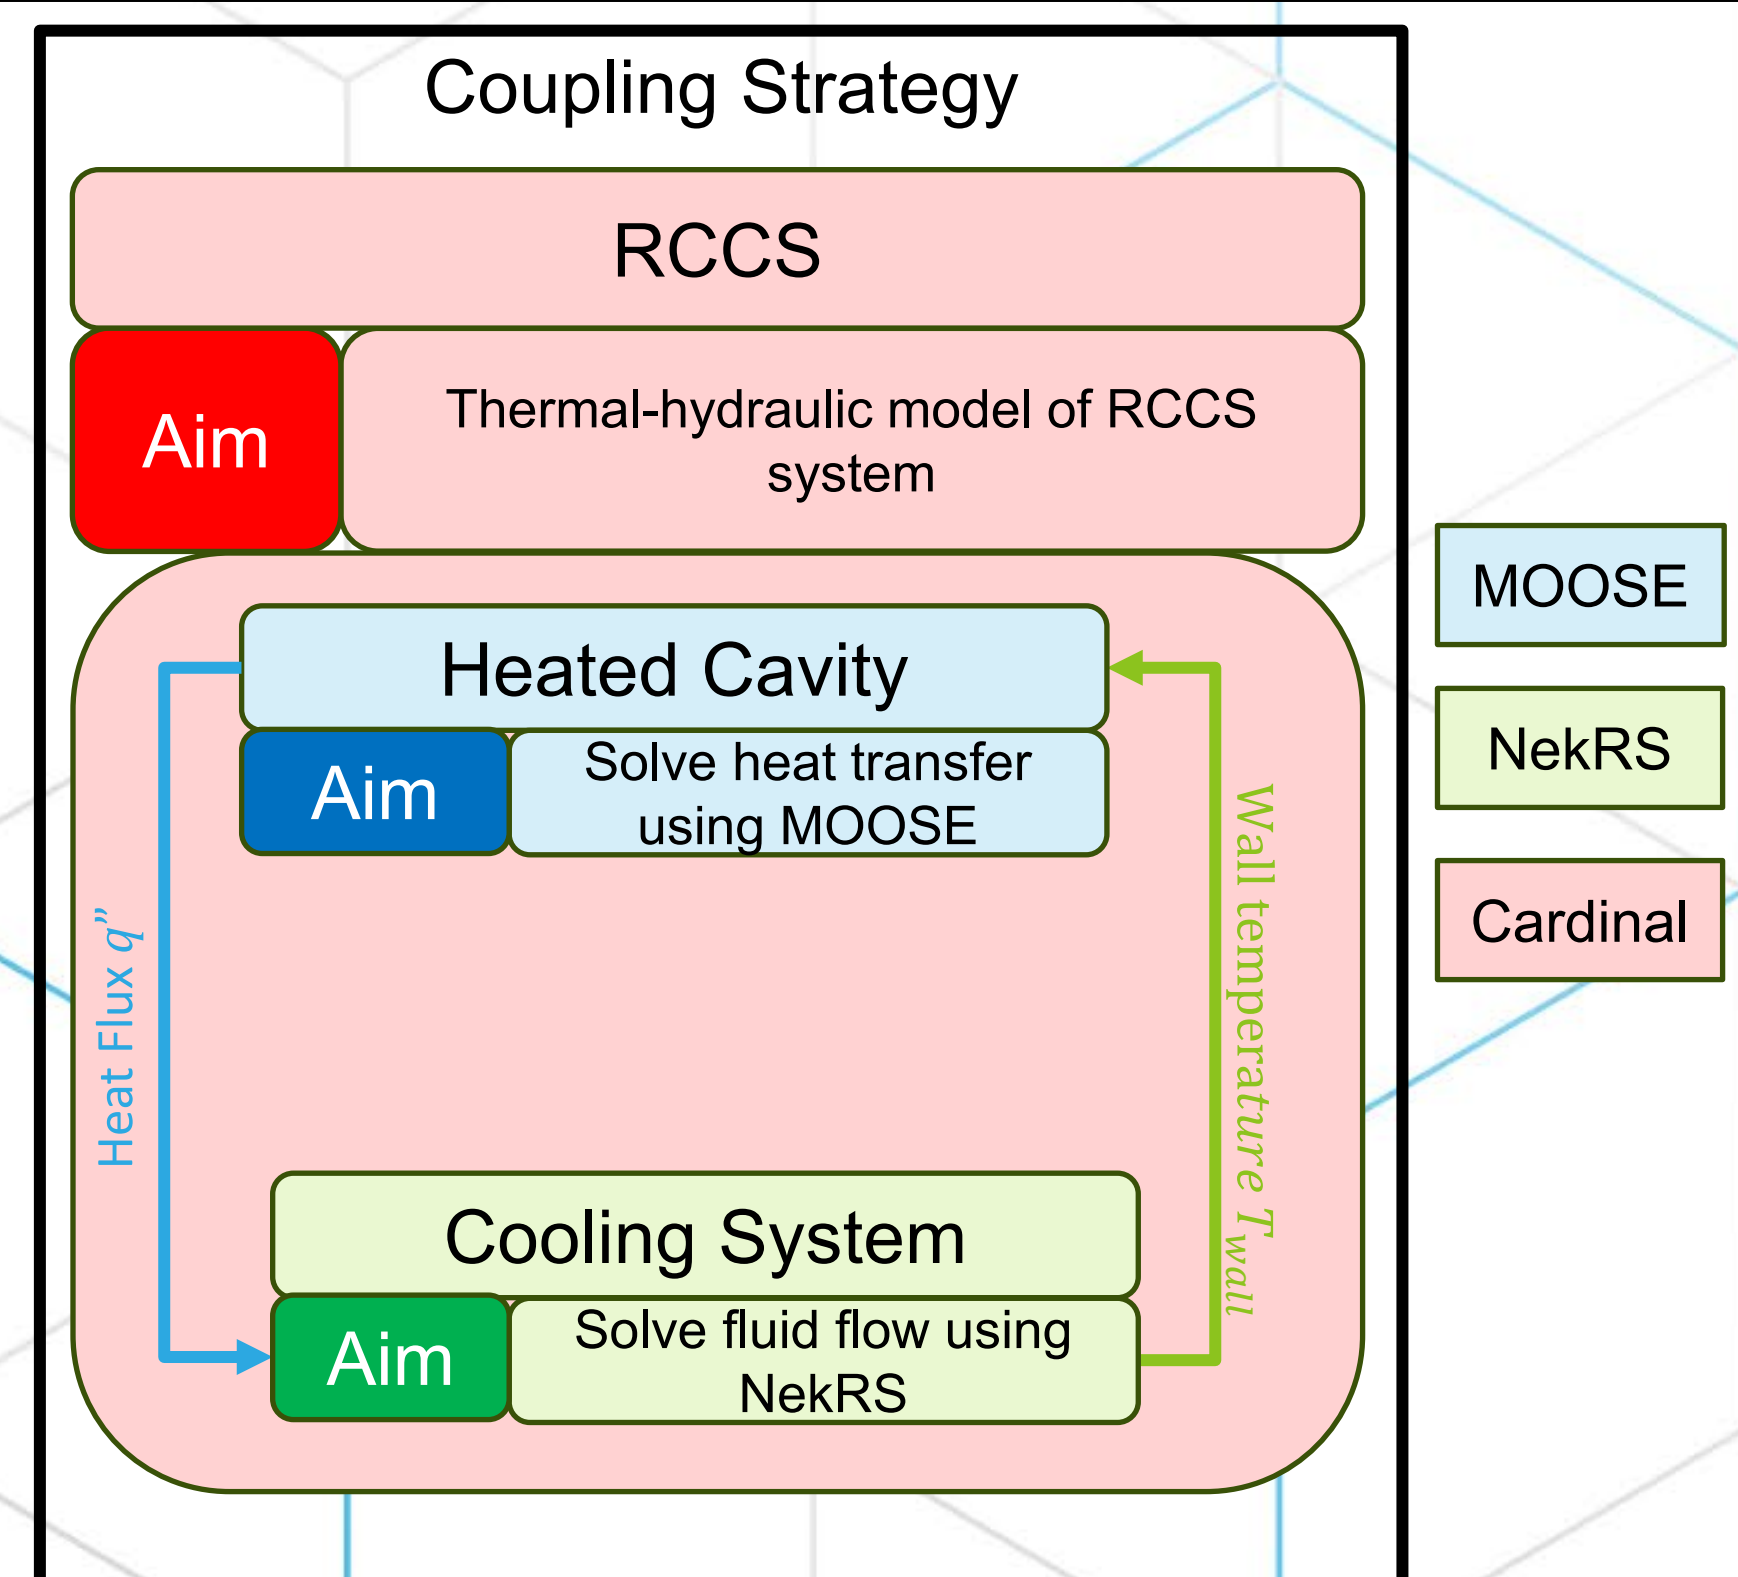 Coupling Strategy
RCCS
Aim
Thermal-hydraulic model of RCCS
system
Heated Cavity
Aim
Solve heat transfer
using MOOSE
Heat Flux q”
Wall temperature T wall
Cooling System
Aim
Solve fluid flow using
NekRS
MOOSE
NekRS
Cardinal